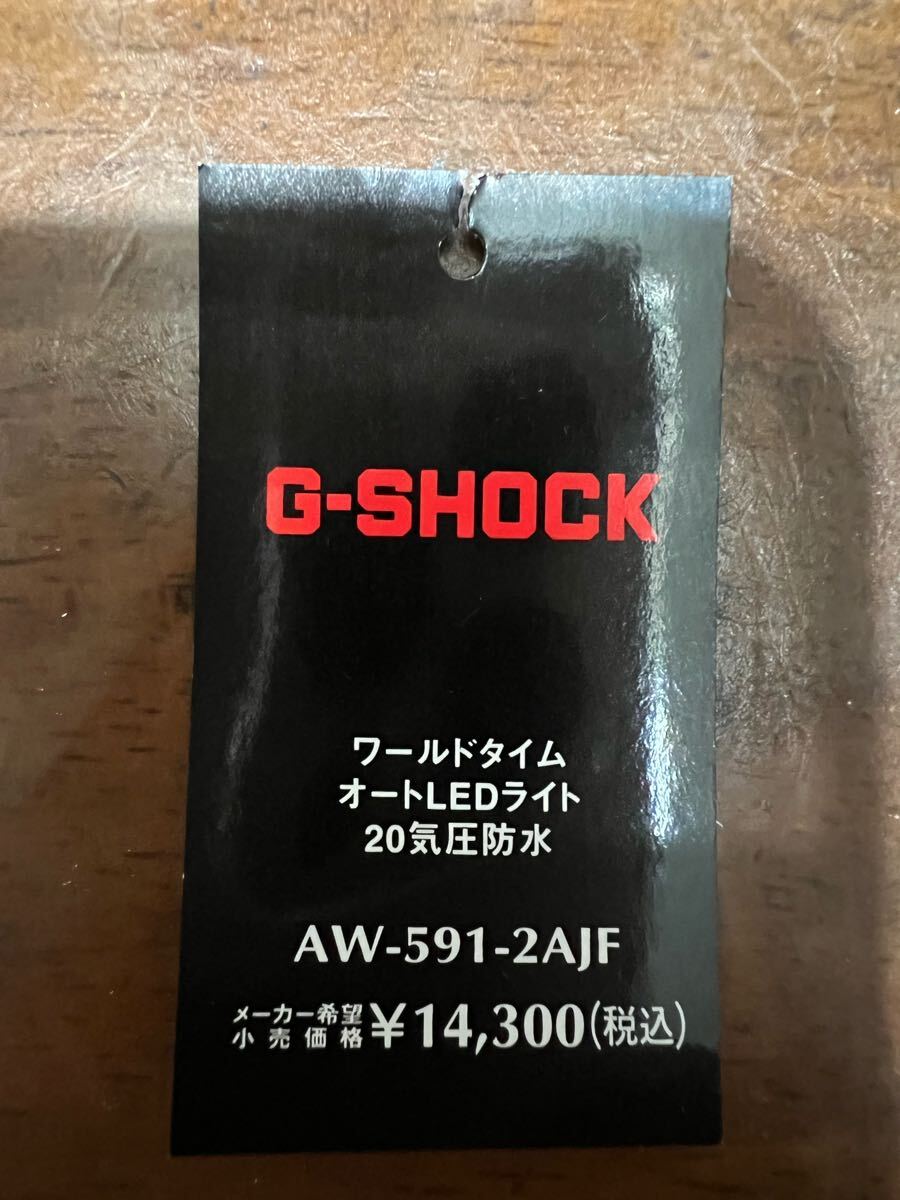 G-SHOCK
ワールドタイム
オートLEDライト
20気圧防水
AW-591-2AJF
メーカー希望
小売価格 ¥14,300(税込)